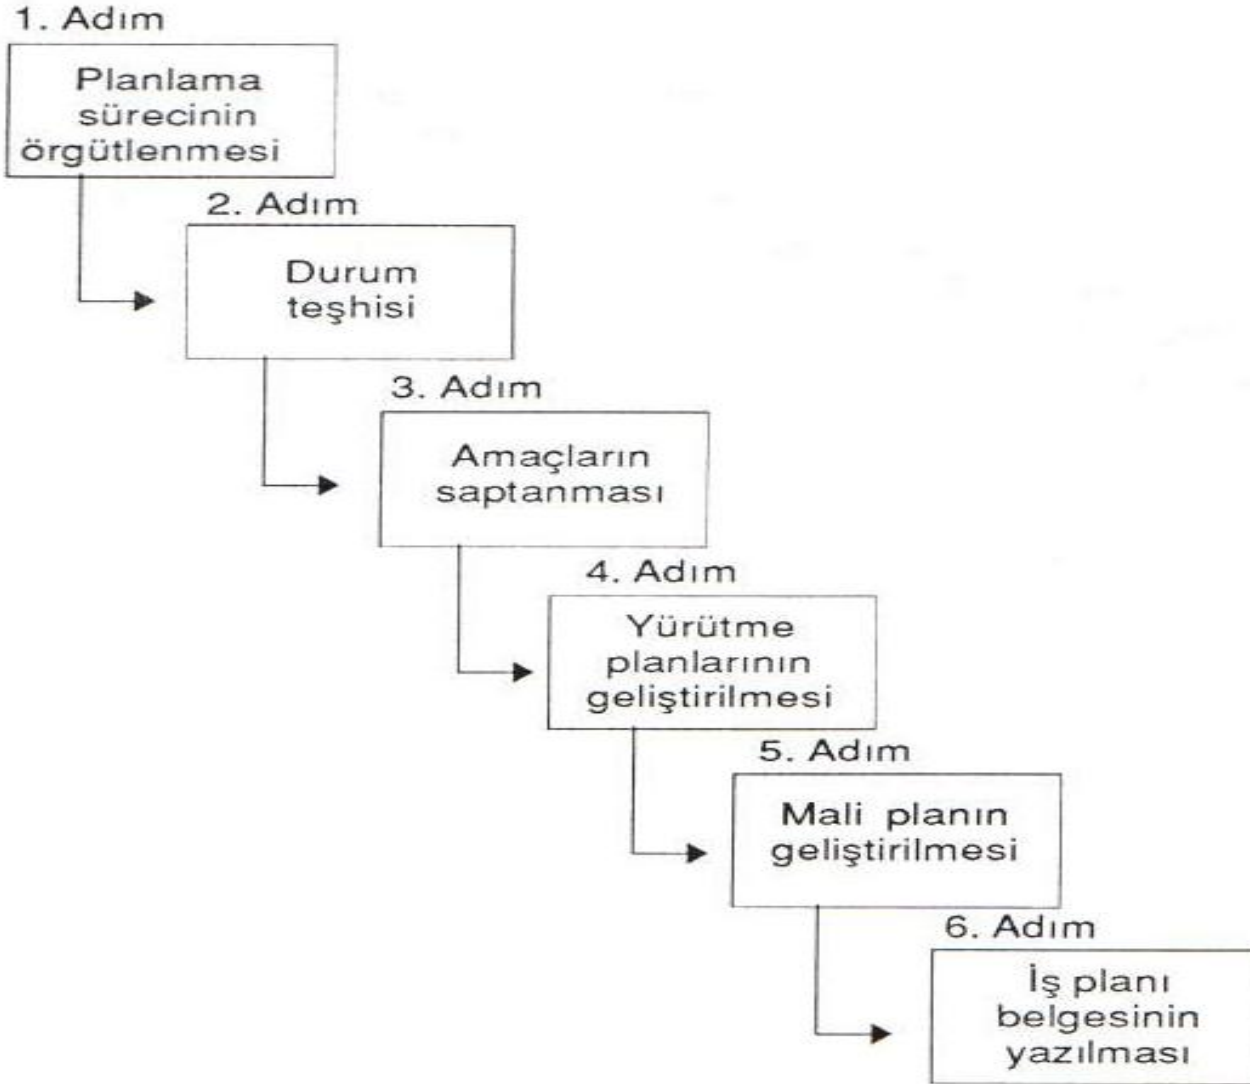 1. Adım
Planlama
sürecinin
örgütlenmesi
2. Adım
Durum
teşhisi
3. Adım
Amaçların
saptanması
4. Adım
Yürütme
planlarının
geliştirilmesi
5. Adım
Mali planın
geliştirilmesi
6. Adım
İş planı
belgesinin
yazılması